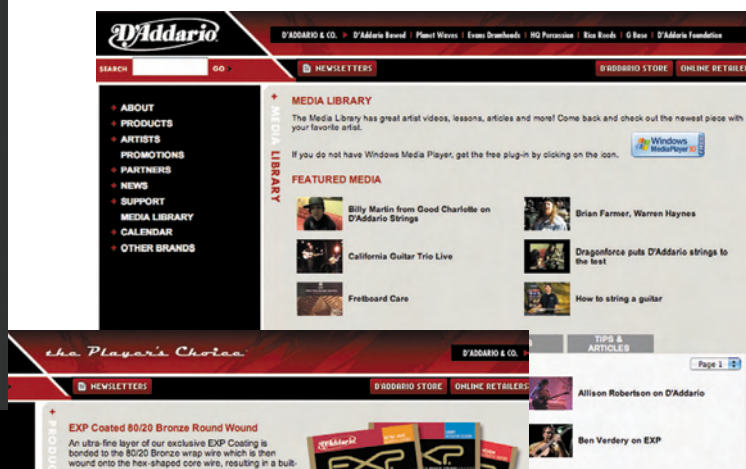 D'Addario
D'ADDARIO & CO. ▶ D'Addario Bowed | Planet Waves | Evans Drumheads | HQ Percussion | Rico Reeds | G Base | D'Addario Foundation
SEARCH GO >
NEWSLETTERS
D'ADDARIO STORE ONLINE RETAILE
+ ABOUT
+ PRODUCTS
+ ARTISTS
PROMOTIONS
+ PARTNERS
+ NEWS
+ SUPPORT
MEDIA LIBRARY
+ CALENDAR
+ OTHER BRANDS
+ MEDIA LIBRARY
MEDIA LIBRARY
The Media Library has great artist videos, lessons, articles and more! Come back and check out the newest piece with
your favorite artist.
If you do not have Windows Media Player, get the free plug-in by clicking on the icon.
Windows
MediaPlayer 10
FEATURED MEDIA
Billy Martin from Good Charlotte on
D'Addario Strings
Brian Farmer, Warren Haynes
California Guitar Trio Live
Dragonforce puts D'Addario strings to
the test
Fretboard Care
How to string a guitar
TIPS &
ARTICLES
Page 1
Allison Robertson on D'Addario
Ben Verdery on EXP
the Player's Choice
D'ADDARIO & CO. ▶
NEWSLETTERS
D'ADDARIO STORE ONLINE RETAILERS
+ PRODUC
EXP Coated 80/20 Bronze Round Wound
An ultra-fine layer of our exclusive EXP Coating is
bonded to the 80/20 Bronze wrap wire which is then
wound onto the hex-shaped core wire, resulting in a built-
D'Addario
EXP